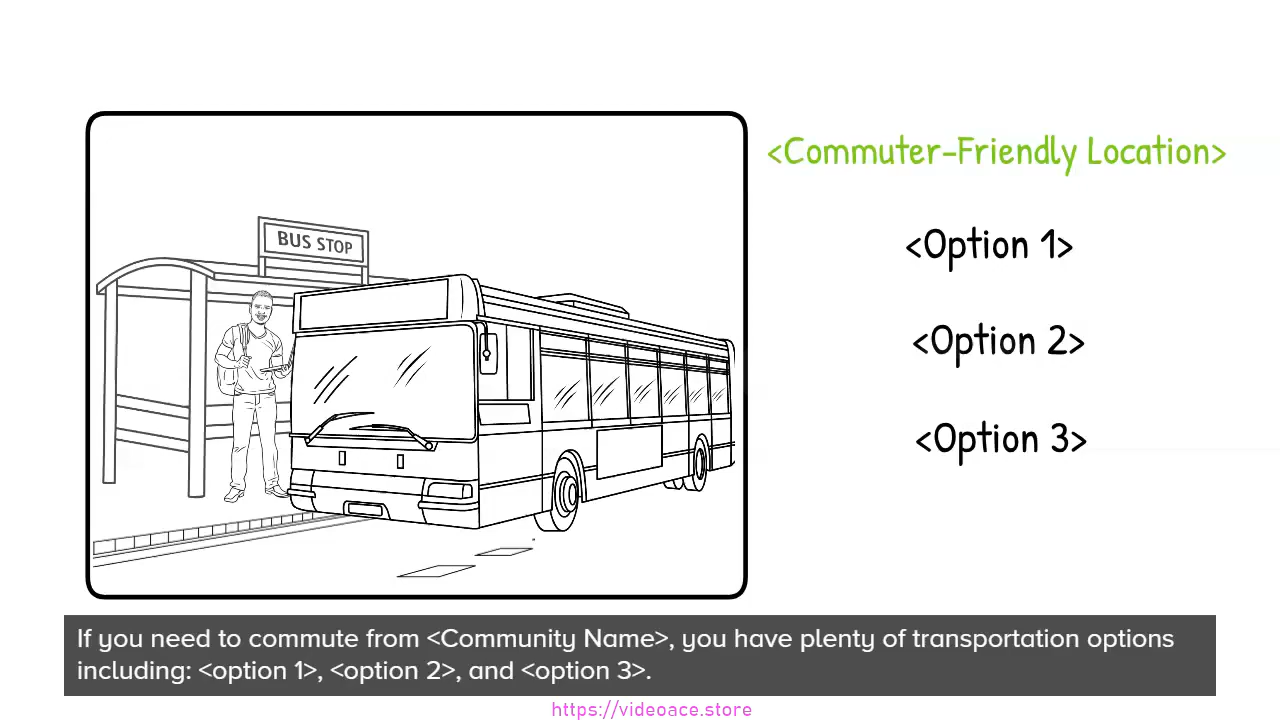 <Commuter-Friendly Location>
BUS STOP
<Option 1>
<Option 2>
<Option 3>
If you need to commute from <Community Name>, you have plenty of transportation options
including: <option 1>, <option 2>, and <option 3>.
https://videoace.store